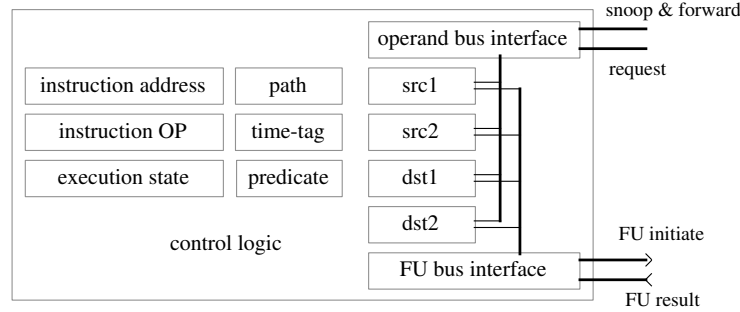 snoop & forward
operand bus interface
request
instruction address
path
src1
instruction OP
time-tag
src2
execution state
predicate
dst1
dst2
control logic
FU initiate
FU bus interface
FU result